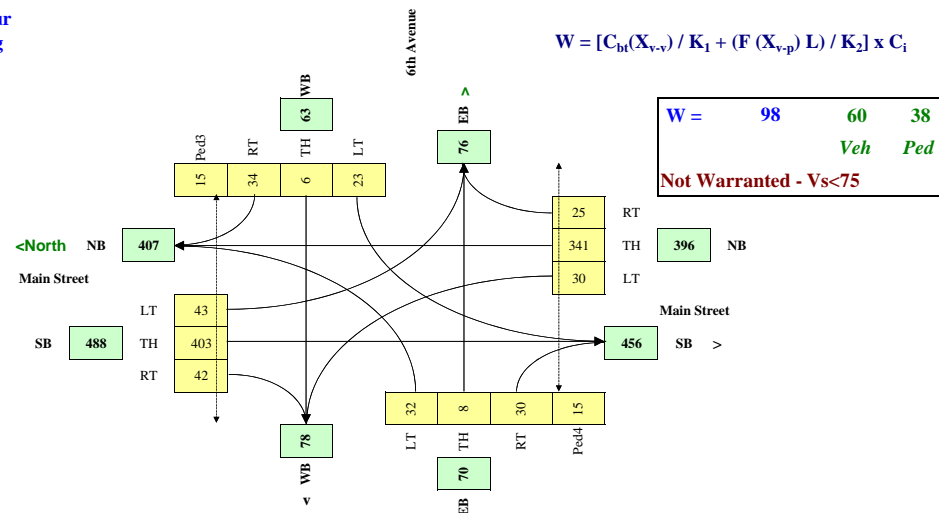 ur
g
6th Avenue
W = [Cbt(Xv-v) / K1 + (F (Xv-p) L) / K2] x Ci
WB
63
^
EB
76
W = 98 60 38
Veh Ped
Not Warranted - Vs<75
Ped3 RT TH LT
15 34 6 23
25 RT
<North NB 407
341 TH 396 NB
Main Street
30 LT
LT 43
Main Street
SB 488 TH 403
456 SB >
RT 42
32 8 30 15
LT TH RT Ped4
78
WB
v
70
EB